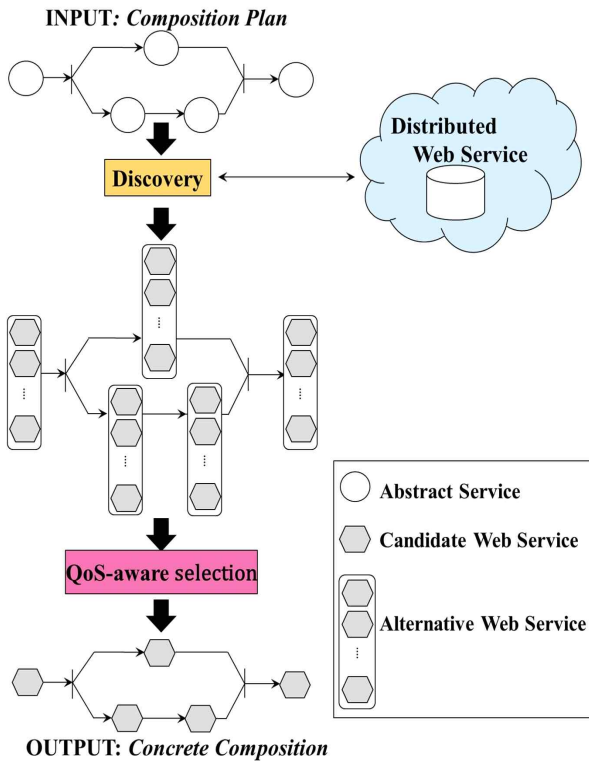 INPUT: Composition Plan
Distributed
Web Service
Discovery
Abstract Service
Candidate Web Service
QoS-aware selection
Alternative Web Service
OUTPUT: Concrete Composition